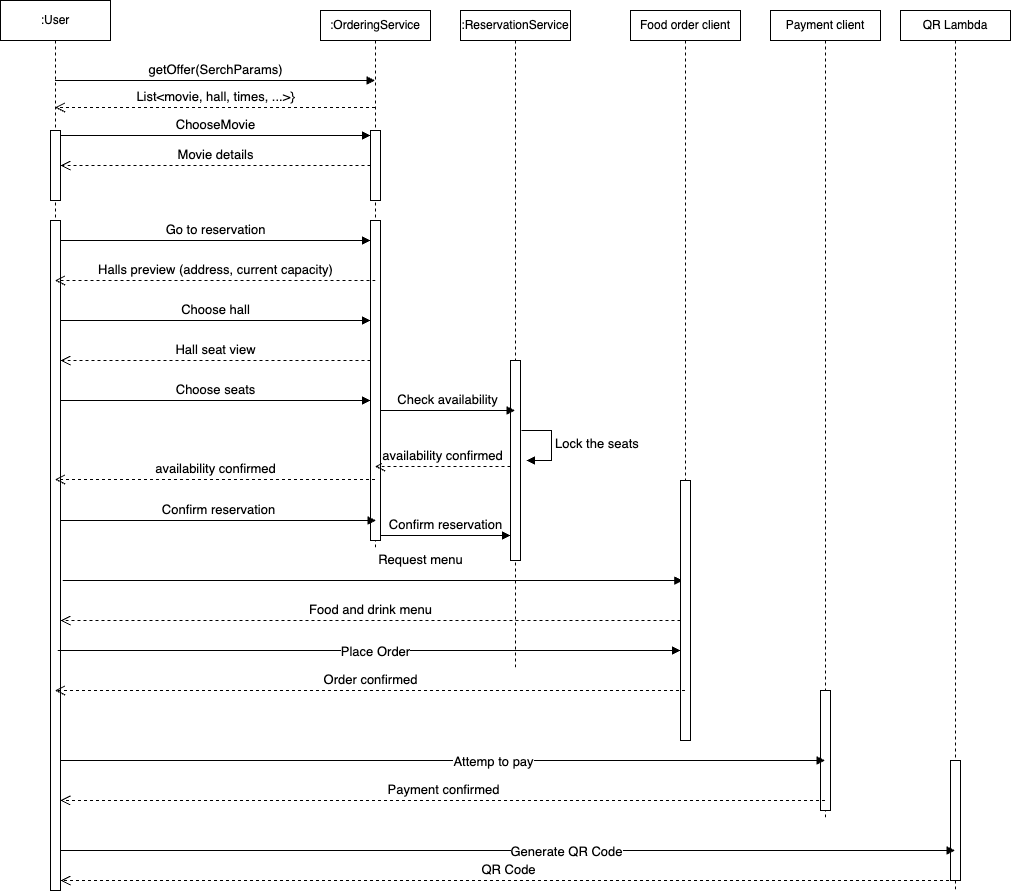 :User
:OrderingService
:ReservationService
Food order client
Payment client
QR Lambda
getOffer(SerchParams)
List<movie, hall, times, ...>}
ChooseMovie
Movie details
Go to reservation
Halls preview (address, current capacity)
Choose hall
Hall seat view
Choose seats
Check availability
Lock the seats
availability confirmed
availability confirmed
Confirm reservation
Confirm reservation
Request menu
Food and drink menu
Place Order
Order confirmed
Attemp to pay
Payment confirmed
Generate QR Code
QR Code